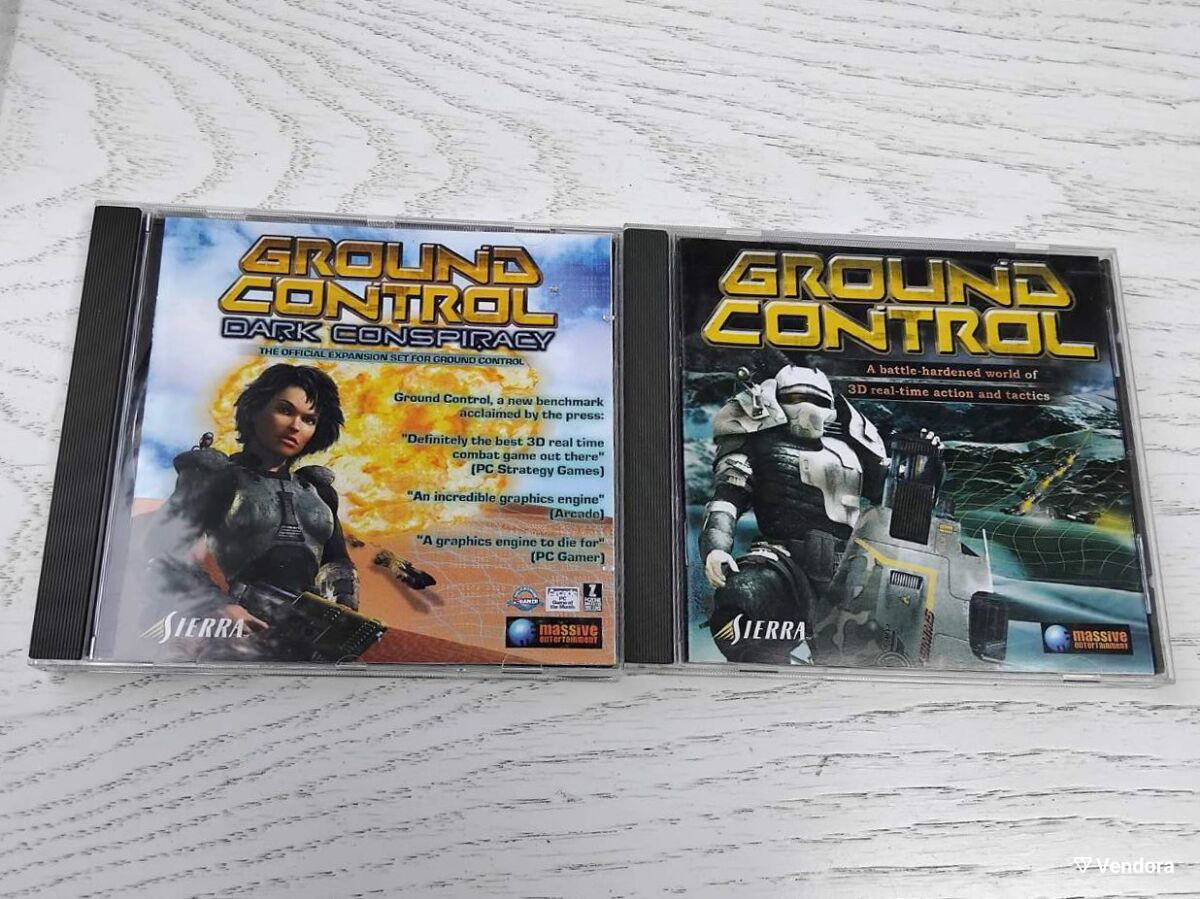 GROUND
CONTROL
DARK CONSPIRACY
THE OFFICIAL EXPANSION SET FOR GROUND CONTROL
Ground Control, a new benchmark
acclaimed by the press:
"Definitely the best 3D real time
combat game out there"
(PC Strategy Games)
"An incredible graphics engine"
(Arcade)
"A graphics engine to die for"
(PC Gamer)
SIERRA
massive
entertainment
GROUND
CONTROL
A battle-hardened world of
3D real-time action and tactics
SIERRA
massive
entertainment
Vendora